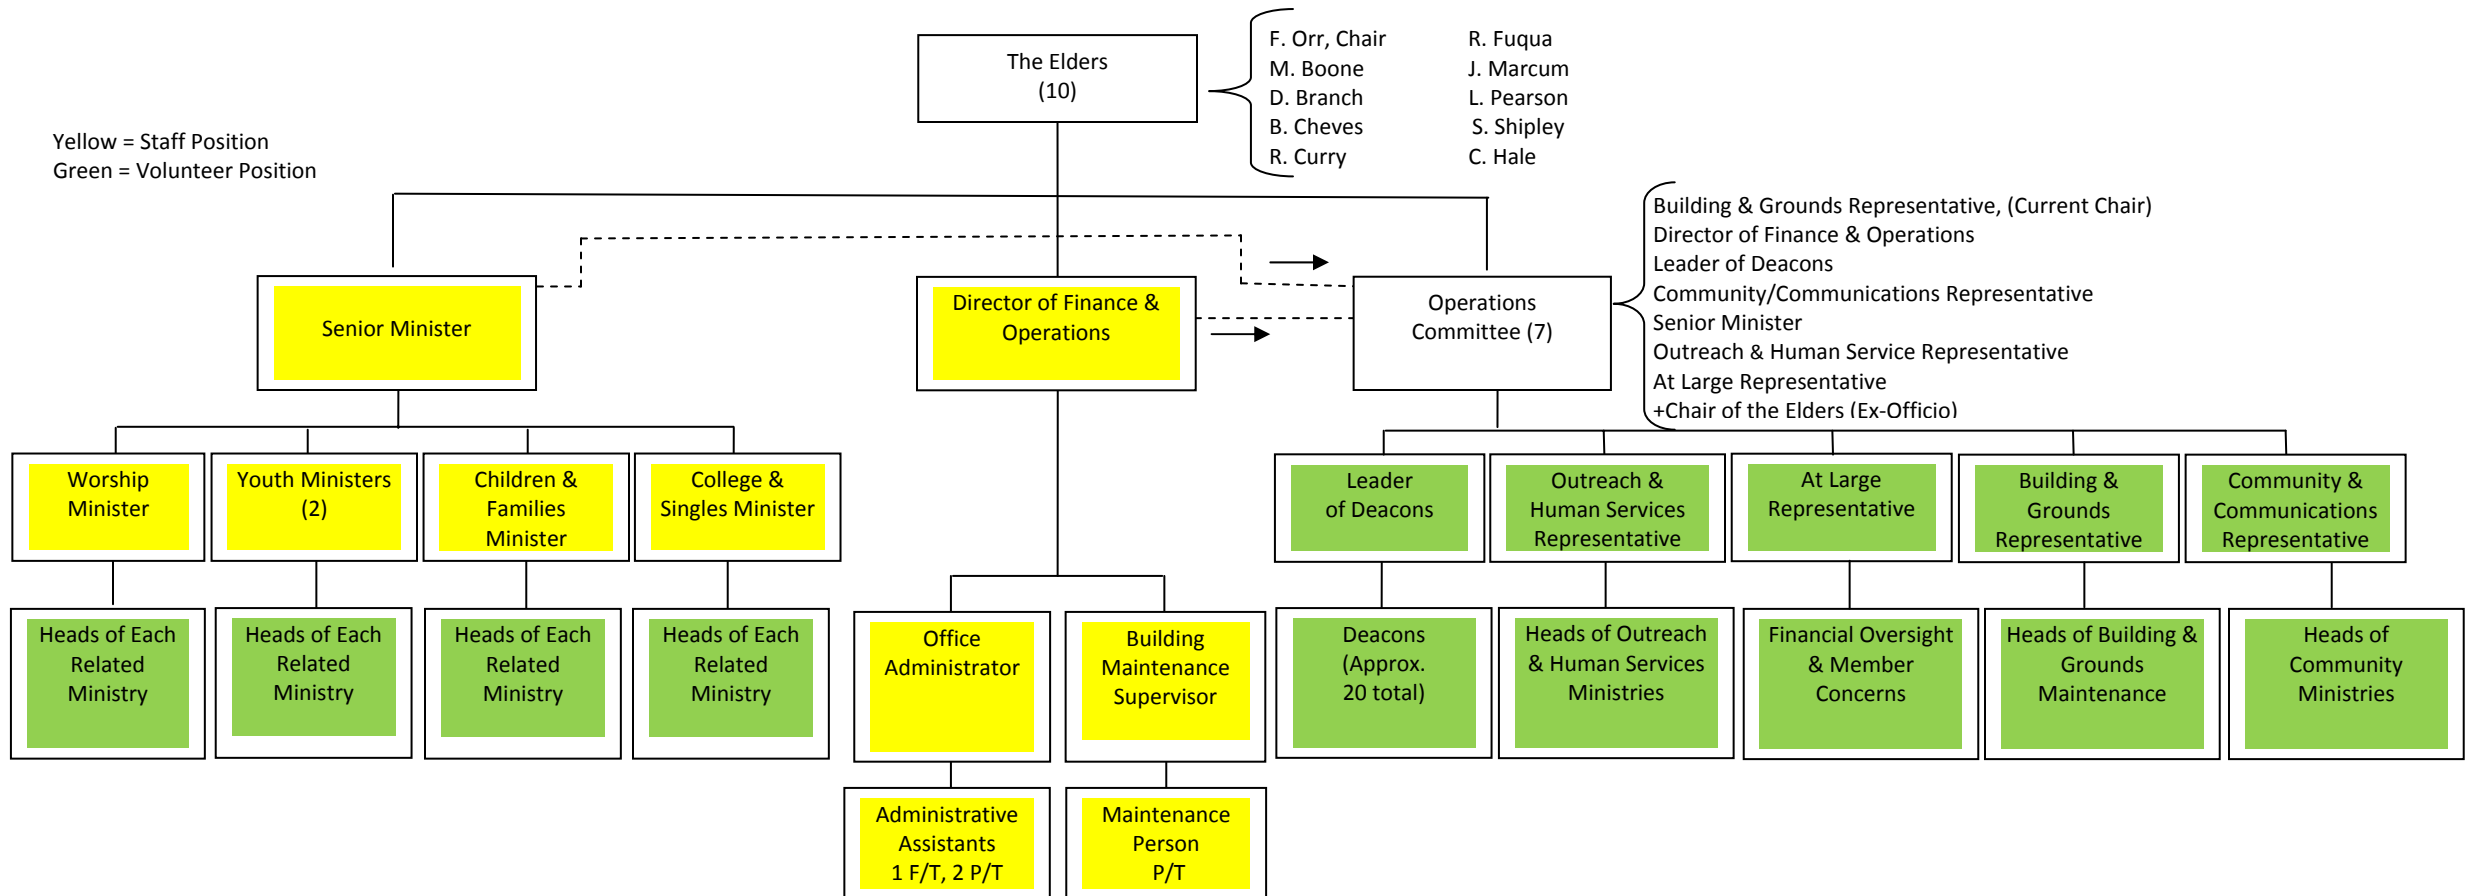 The Elders
(10)
F. Orr, Chair
M. Boone
D. Branch
B. Cheves
R. Curry
R. Fuqua
J. Marcum
L. Pearson
S. Shipley
C. Hale
Yellow = Staff Position
Green = Volunteer Position
Building & Grounds Representative, (Current Chair)
Director of Finance & Operations
Leader of Deacons
Community/Communications Representative
Senior Minister
Outreach & Human Service Representative
At Large Representative
+Chair of the Elders (Ex-Officio)
Senior Minister
Director of Finance &
Operations
Operations
Committee (7)
Worship
Minister
Youth Ministers
(2)
Children &
Families
Minister
College &
Singles Minister
Leader
of Deacons
Outreach &
Human Services
Representative
At Large
Representative
Building &
Grounds
Representative
Community &
Communications
Representative
Heads of Each
Related
Ministry
Heads of Each
Related
Ministry
Heads of Each
Related
Ministry
Heads of Each
Related
Ministry
Office
Administrator
Building
Maintenance
Supervisor
Deacons
(Approx.
20 total)
Heads of Outreach
& Human Services
Ministries
Financial Oversight
& Member
Concerns
Heads of Building &
Grounds
Maintenance
Heads of
Community
Ministries
Administrative
Assistants
1 F/T, 2 P/T
Maintenance
Person
P/T